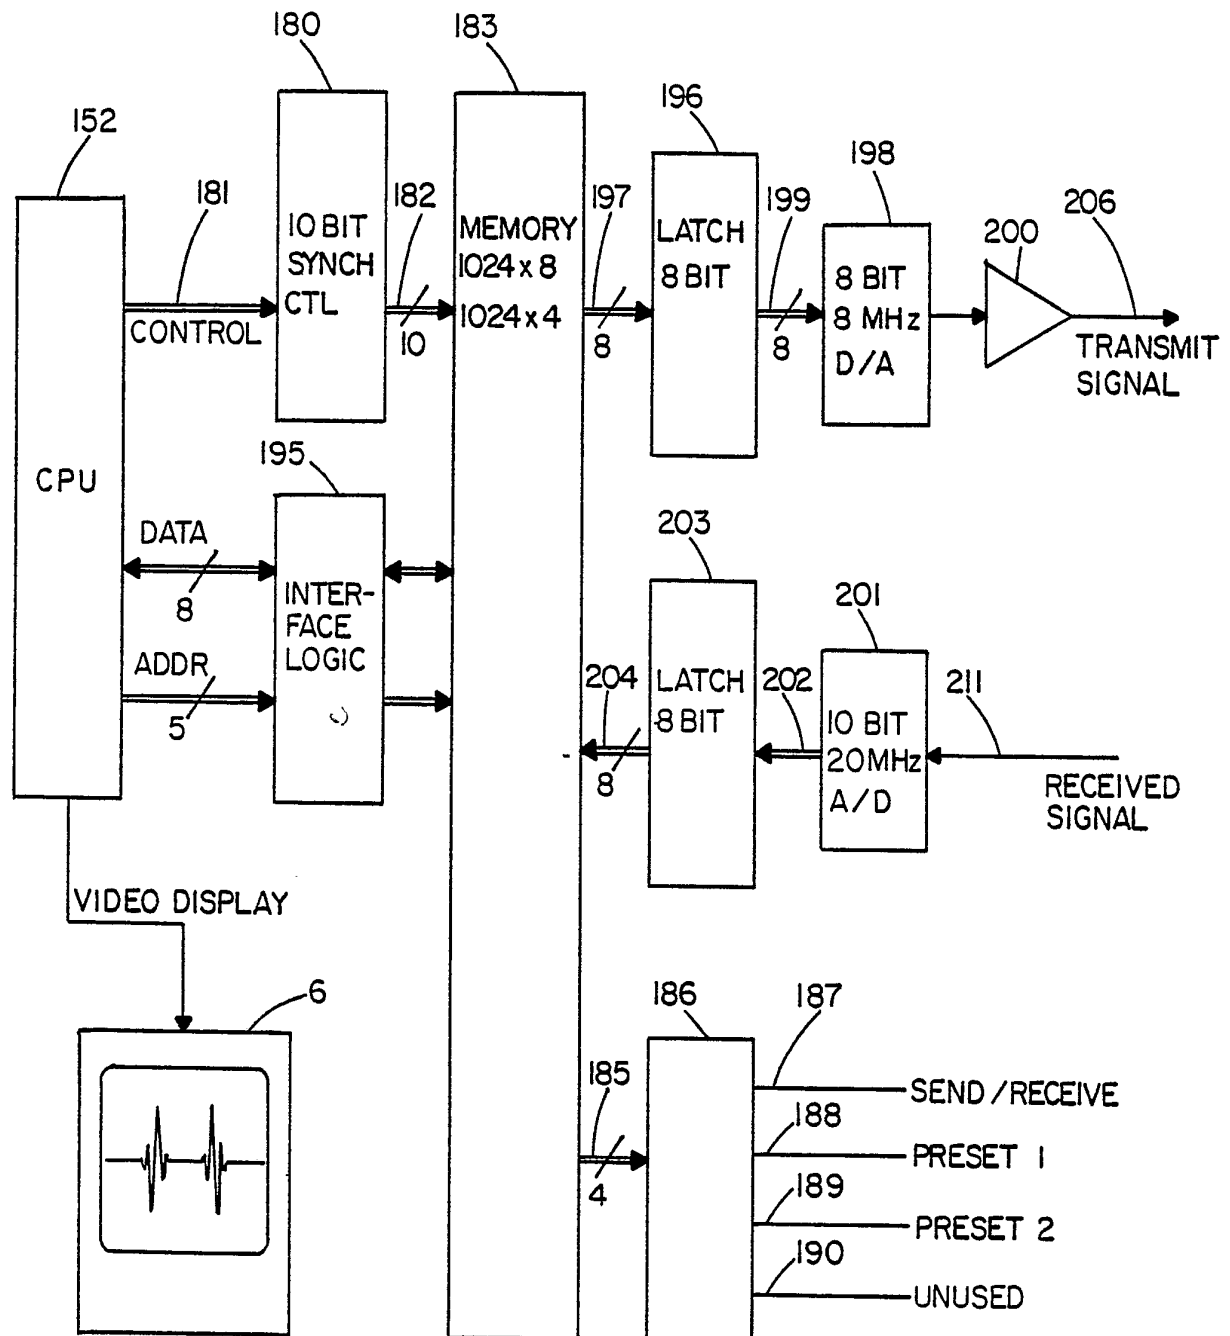 180
183
196
152
198
181
182
197
199
200
206
10 BIT
SYNCH
CTL
MEMORY
1024 x 8
1024 x 4
LATCH
8 BIT
8 BIT
8 MHz
D/A
CONTROL
10
8
8
TRANSMIT
SIGNAL
CPU
195
203
DATA
8
INTER-
FACE
LOGIC
201
ADDR
5
204
LATCH
8 BIT
202
10 BIT
20 MHz
A/D
211
8
RECEIVED
SIGNAL
VIDEO DISPLAY
6
186
187
185
4
SEND / RECEIVE
188
PRESET 1
189
PRESET 2
190
UNUSED